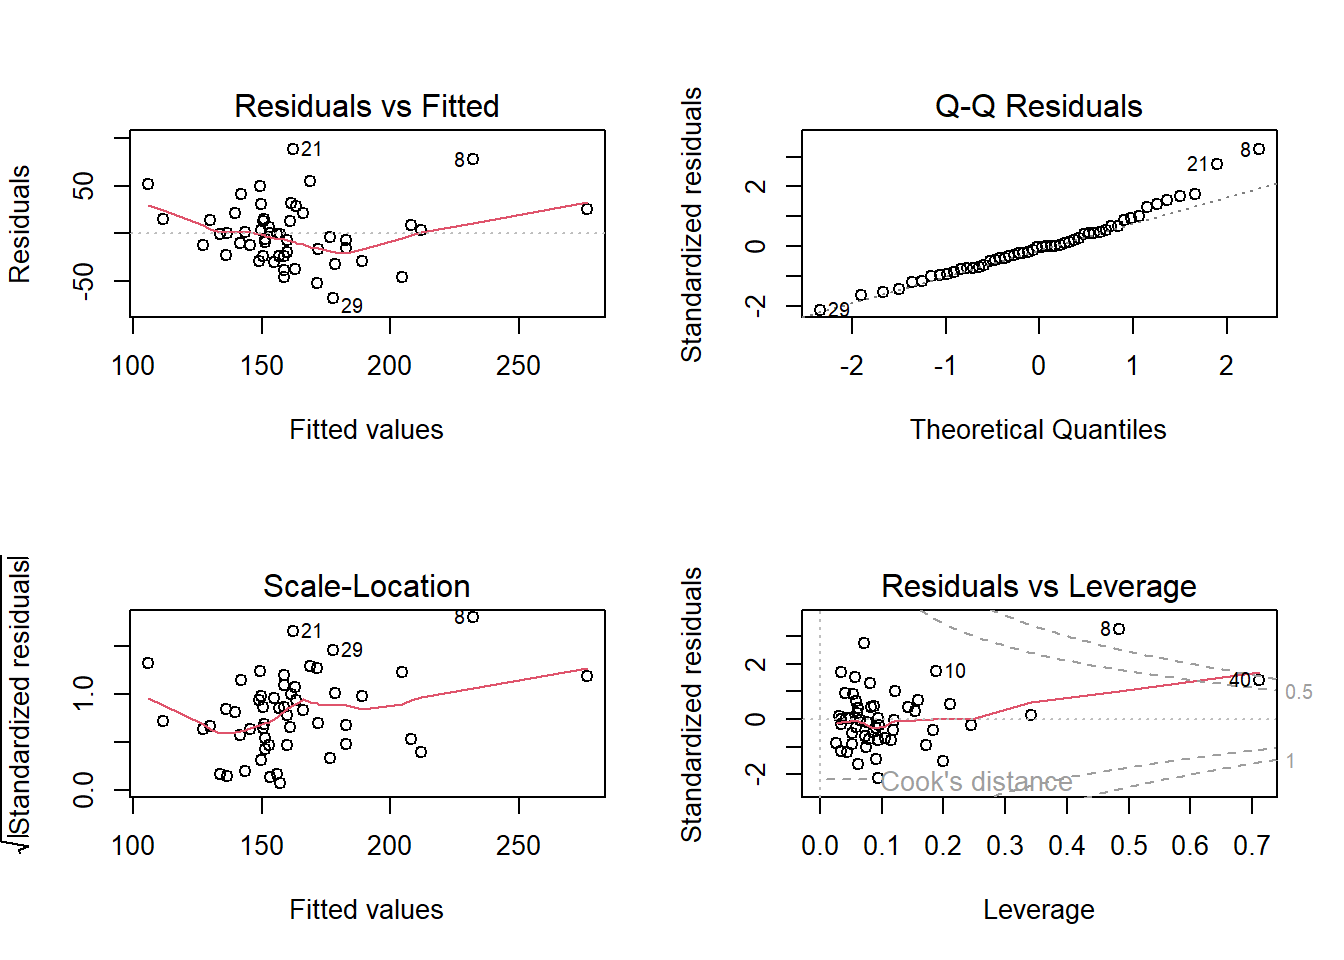 Residuals vs Fitted
Residuals
50
-50
21
8
29
100 150 200 250
Fitted values
Q-Q Residuals
Standardized residuals
2
0
-2
21
8
29
-2 -1 0 1 2
Theoretical Quantiles
Scale-Location
√|Standardized residuals|
1.0
0.0
8
21
29
100 150 200 250
Fitted values
Residuals vs Leverage
Standardized residuals
2
0
-2
8
10
40
0.5
1
Cook's distance
0.0 0.1 0.2 0.3 0.4 0.5 0.6 0.7
Leverage